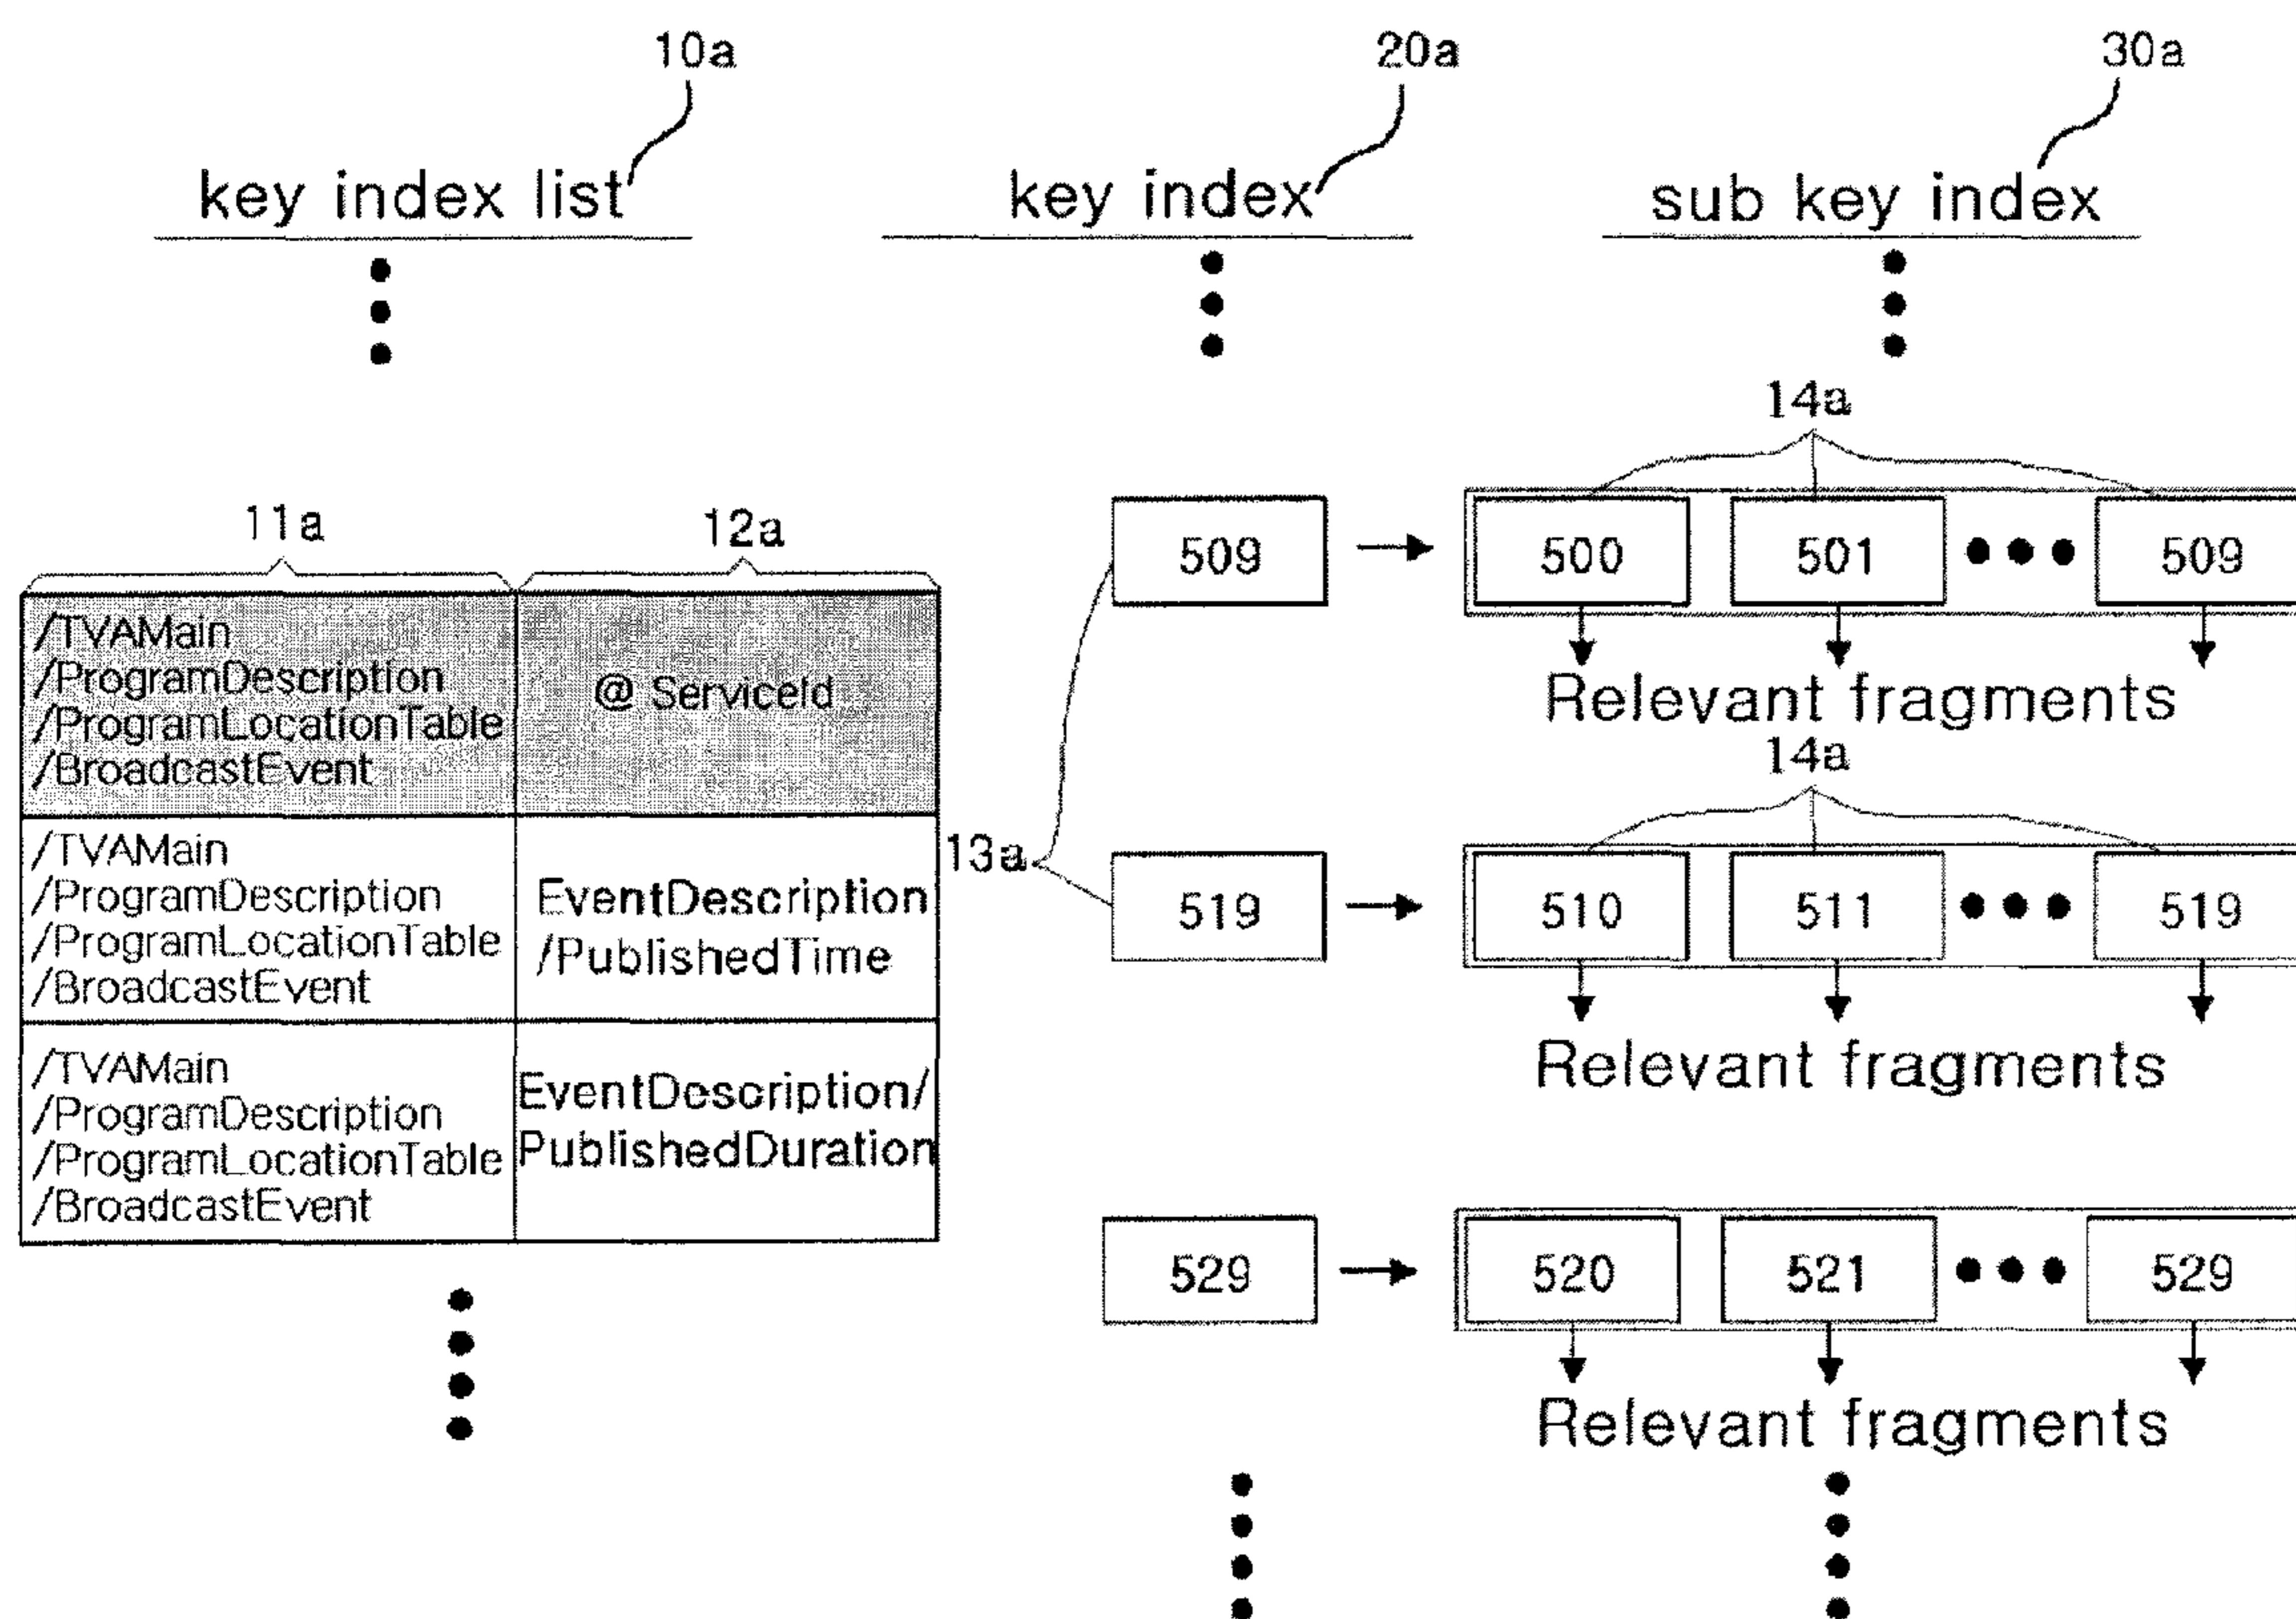 10a
20a
30a
key index list
key index
sub key index
14a
11a
12a
509
500
501
509
/TVAMain
/ProgramDescription
/ProgramLocationTable
/BroadcastEvent
@ ServiceId
Relevant fragments
14a
/TVAMain
/ProgramDescription
/ProgramLocationTable
/BroadcastEvent
EventDescription
/PublishedTime
13a
519
510
511
519
Relevant fragments
/TVAMain
/ProgramDescription
/ProgramLocationTable
/BroadcastEvent
EventDescription/
PublishedDuration
529
520
521
529
Relevant fragments